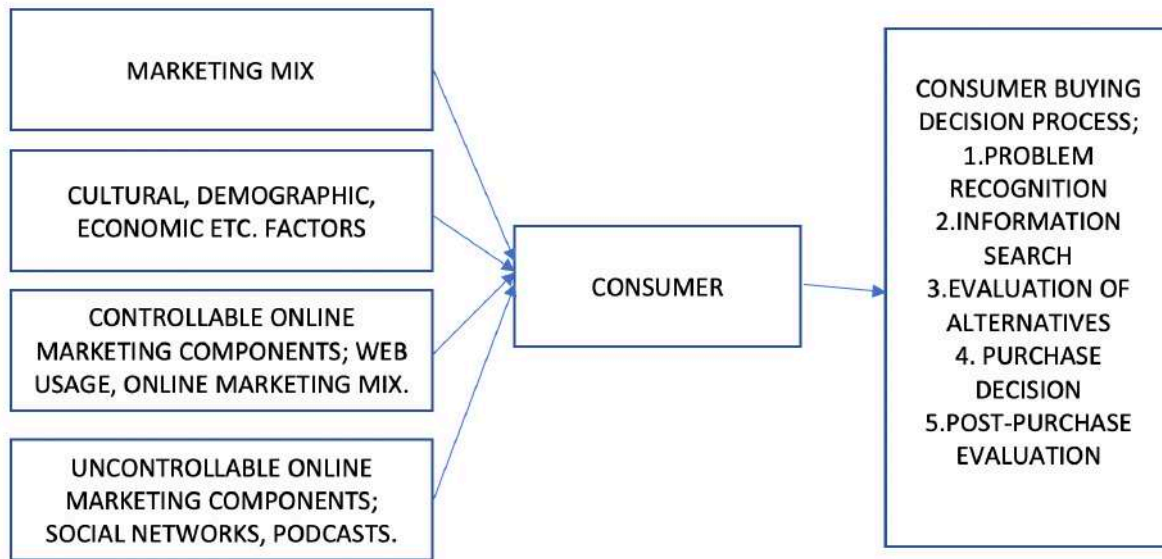 MARKETING MIX
CULTURAL, DEMOGRAPHIC,
ECONOMIC ETC. FACTORS
CONTROLLABLE ONLINE
MARKETING COMPONENTS; WEB
USAGE, ONLINE MARKETING MIX.
UNCONTROLLABLE ONLINE
MARKETING COMPONENTS;
SOCIAL NETWORKS, PODCASTS.
CONSUMER
CONSUMER BUYING
DECISION PROCESS;
1.PROBLEM
RECOGNITION
2.INFORMATION
SEARCH
3.EVALUATION OF
ALTERNATIVES
4. PURCHASE
DECISION
5.POST-PURCHASE
EVALUATION